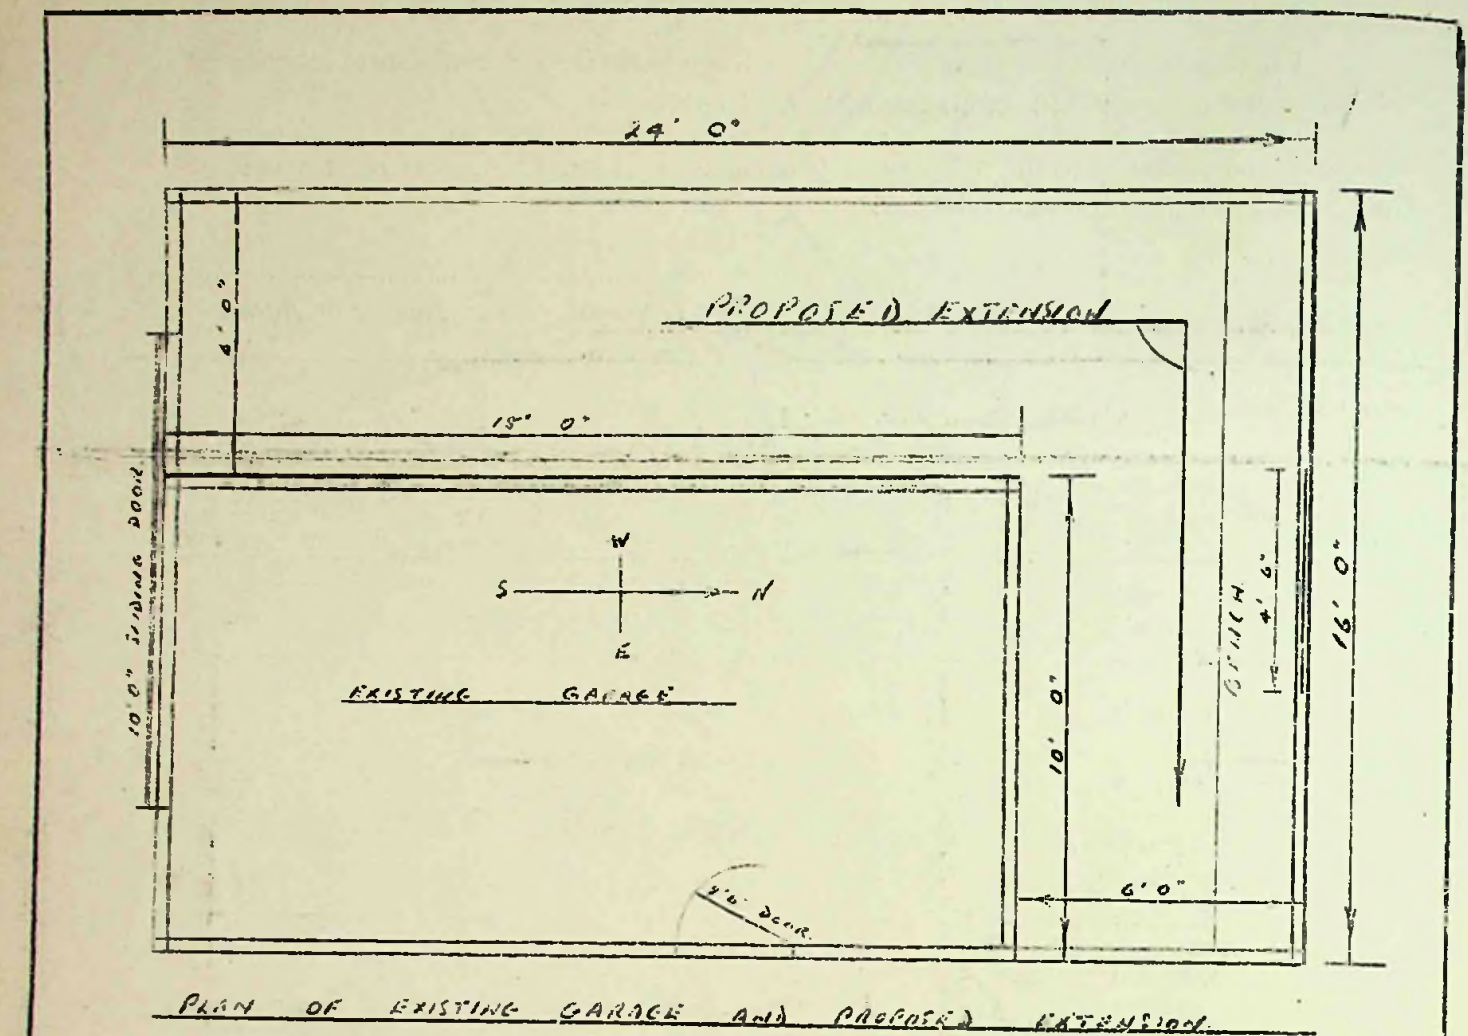 24' 0"
6' 0"
PROPOSED EXTENSION
15' 0"
10' 0" SLIDING DOOR
W
S N
E
EXISTING GARAGE
10' 0"
BENCH
4' 6"
16' 0"
6' 0"
DOOR
PLAN OF EXISTING GARAGE AND PROPOSED EXTENSION